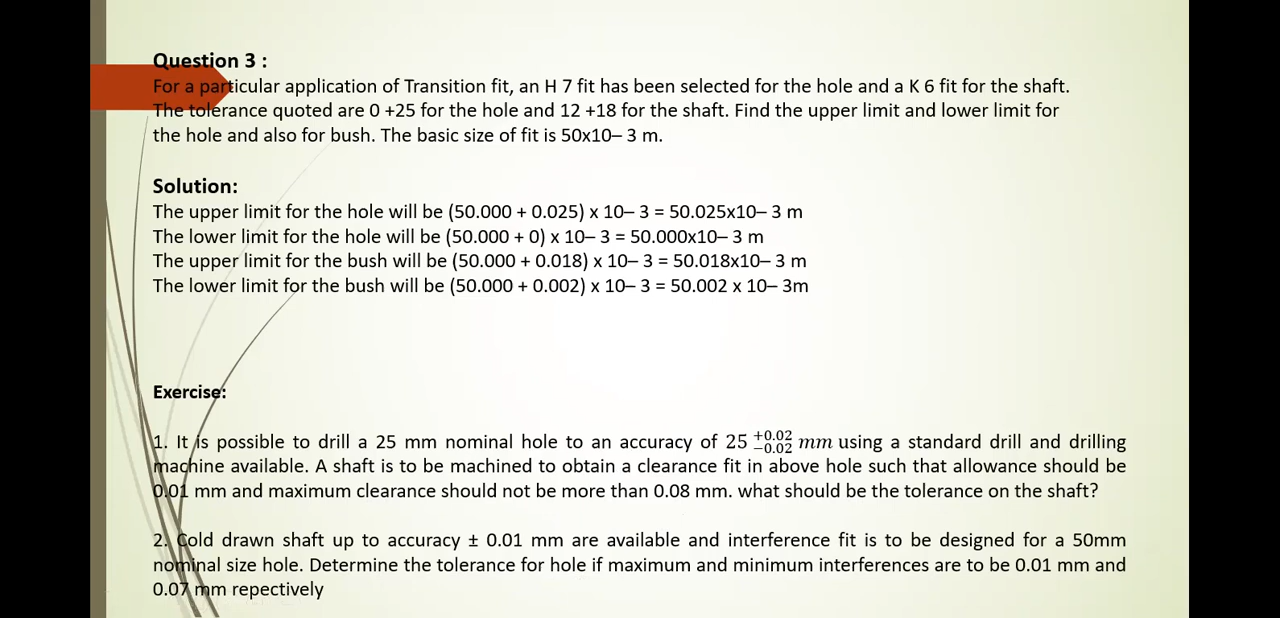 Question 3 :
For a particular application of Transition fit, an H 7 fit has been selected for the hole and a K 6 fit for the shaft.
The tolerance quoted are 0 +25 for the hole and 12 +18 for the shaft. Find the upper limit and lower limit for
the hole and also for bush. The basic size of fit is 50x10– 3 m.
Solution:
The upper limit for the hole will be (50.000 + 0.025) x 10– 3 = 50.025x10– 3 m
The lower limit for the hole will be (50.000 + 0) x 10– 3 = 50.000x10– 3 m
The upper limit for the bush will be (50.000 + 0.018) x 10– 3 = 50.018x10– 3 m
The lower limit for the bush will be (50.000 + 0.002) x 10– 3 = 50.002 x 10– 3m
Exercise:
1. It is possible to drill a 25 mm nominal hole to an accuracy of 25 +0.02 −0.02 mm using a standard drill and drilling
machine available. A shaft is to be machined to obtain a clearance fit in above hole such that allowance should be
0.01 mm and maximum clearance should not be more than 0.08 mm. what should be the tolerance on the shaft?
2. Cold drawn shaft up to accuracy ± 0.01 mm are available and interference fit is to be designed for a 50mm
nominal size hole. Determine the tolerance for hole if maximum and minimum interferences are to be 0.01 mm and
0.07 mm repectively